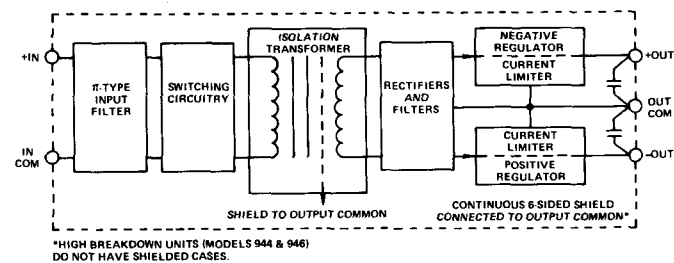 +IN
IN
COM
π-TYPE
INPUT
FILTER
SWITCHING
CIRCUITRY
ISOLATION
TRANSFORMER
SHIELD TO OUTPUT COMMON
RECTIFIERS
AND
FILTERS
NEGATIVE
REGULATOR
CURRENT
LIMITER
CURRENT
LIMITER
POSITIVE
REGULATOR
+OUT
OUT
COM
–OUT
CONTINUOUS 6-SIDED SHIELD
CONNECTED TO OUTPUT COMMON*
*HIGH BREAKDOWN UNITS (MODELS 944 & 946)
DO NOT HAVE SHIELDED CASES.